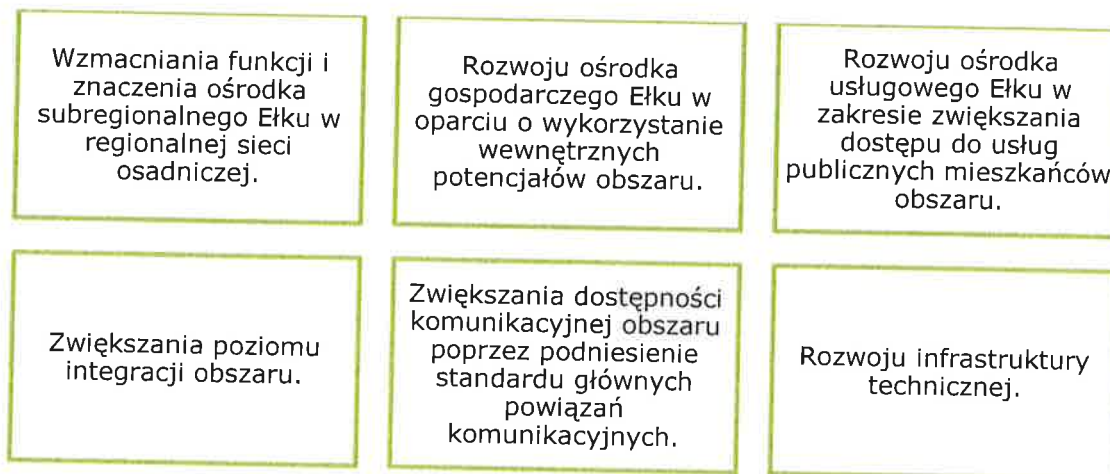 Wzmacniania funkcji i
znaczenia ośrodka
subregionalnego Ełku w
regionalnej sieci
osadniczej.
Rozwoju ośrodka
gospodarczego Ełku w
oparciu o wykorzystanie
wewnętrznych
potencjałów obszaru.
Rozwoju ośrodka
usługowego Ełku w
zakresie zwiększania
dostępu do usług
publicznych mieszkańców
obszaru.
Zwiększania poziomu
integracji obszaru.
Zwiększania dostępności
komunikacyjnej obszaru
poprzez podniesienie
standardu głównych
powiązań
komunikacyjnych.
Rozwoju infrastruktury
technicznej.